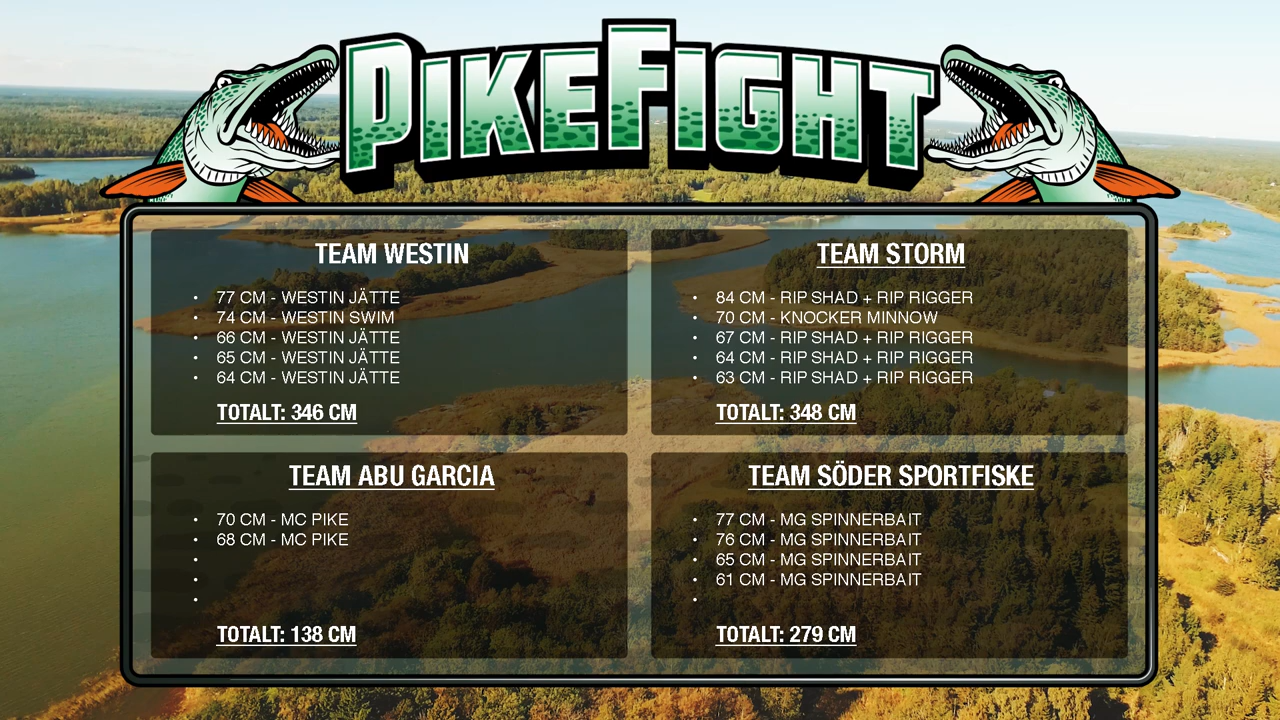 PIKEFIGHT
TEAM WESTIN
• 77 CM - WESTIN JÄTTE
• 74 CM - WESTIN SWIM
• 66 CM - WESTIN JÄTTE
• 65 CM - WESTIN JÄTTE
• 64 CM - WESTIN JÄTTE
TOTALT: 346 CM
TEAM STORM
• 84 CM - RIP SHAD + RIP RIGGER
• 70 CM - KNOCKER MINNOW
• 67 CM - RIP SHAD + RIP RIGGER
• 64 CM - RIP SHAD + RIP RIGGER
• 63 CM - RIP SHAD + RIP RIGGER
TOTALT: 348 CM
TEAM ABU GARCIA
• 70 CM - MC PIKE
• 68 CM - MC PIKE
•
•
•
TOTALT: 138 CM
TEAM SÖDER SPORTFISKE
• 77 CM - MG SPINNERBAIT
• 76 CM - MG SPINNERBAIT
• 65 CM - MG SPINNERBAIT
• 61 CM - MG SPINNERBAIT
•
TOTALT: 279 CM